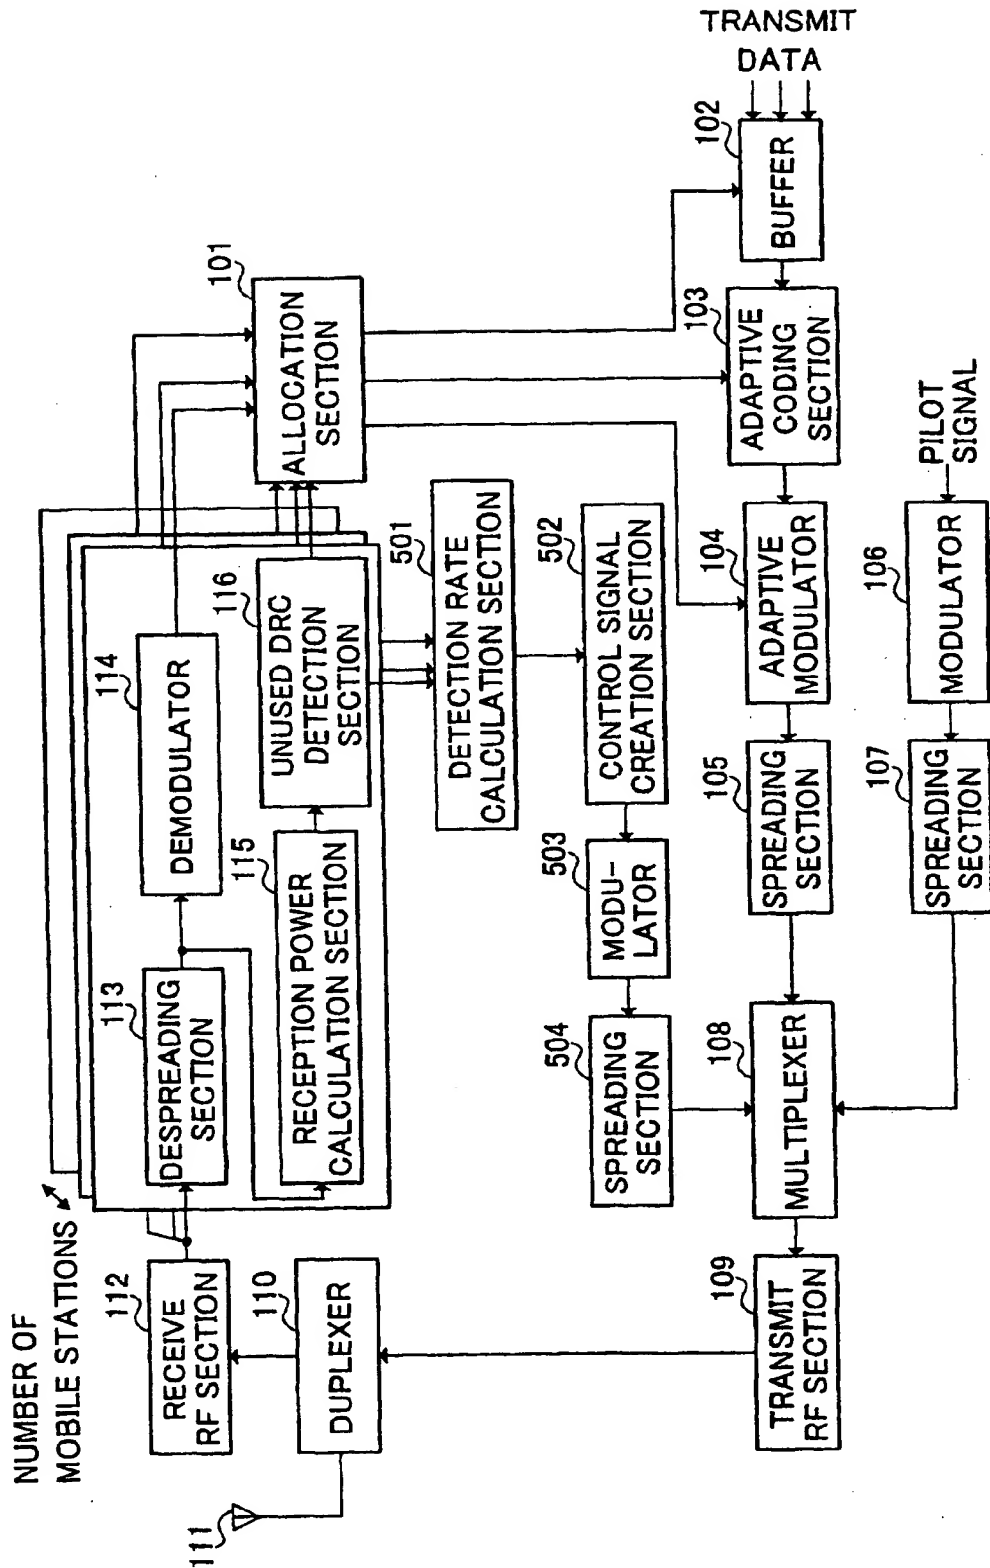 NUMBER OF
MOBILE STATIONS
111
112
RECEIVE
RF SECTION
110
DUPLEXER
113
DESPREADING
SECTION
114
DEMODULATOR
115
RECEPTION POWER
CALCULATION SECTION
116
UNUSED DRC
DETECTION
SECTION
101
ALLOCATION
SECTION
501
DETECTION RATE
CALCULATION SECTION
502
CONTROL SIGNAL
CREATION SECTION
503
MODU-
LATOR
504
SPREADING
SECTION
TRANSMIT
DATA
102
BUFFER
103
ADAPTIVE
CODING
SECTION
104
ADAPTIVE
MODULATOR
105
SPREADING
SECTION
108
MULTIPLEXER
109
TRANSMIT
RF SECTION
PILOT
SIGNAL
106
MODULATOR
107
SPREADING
SECTION